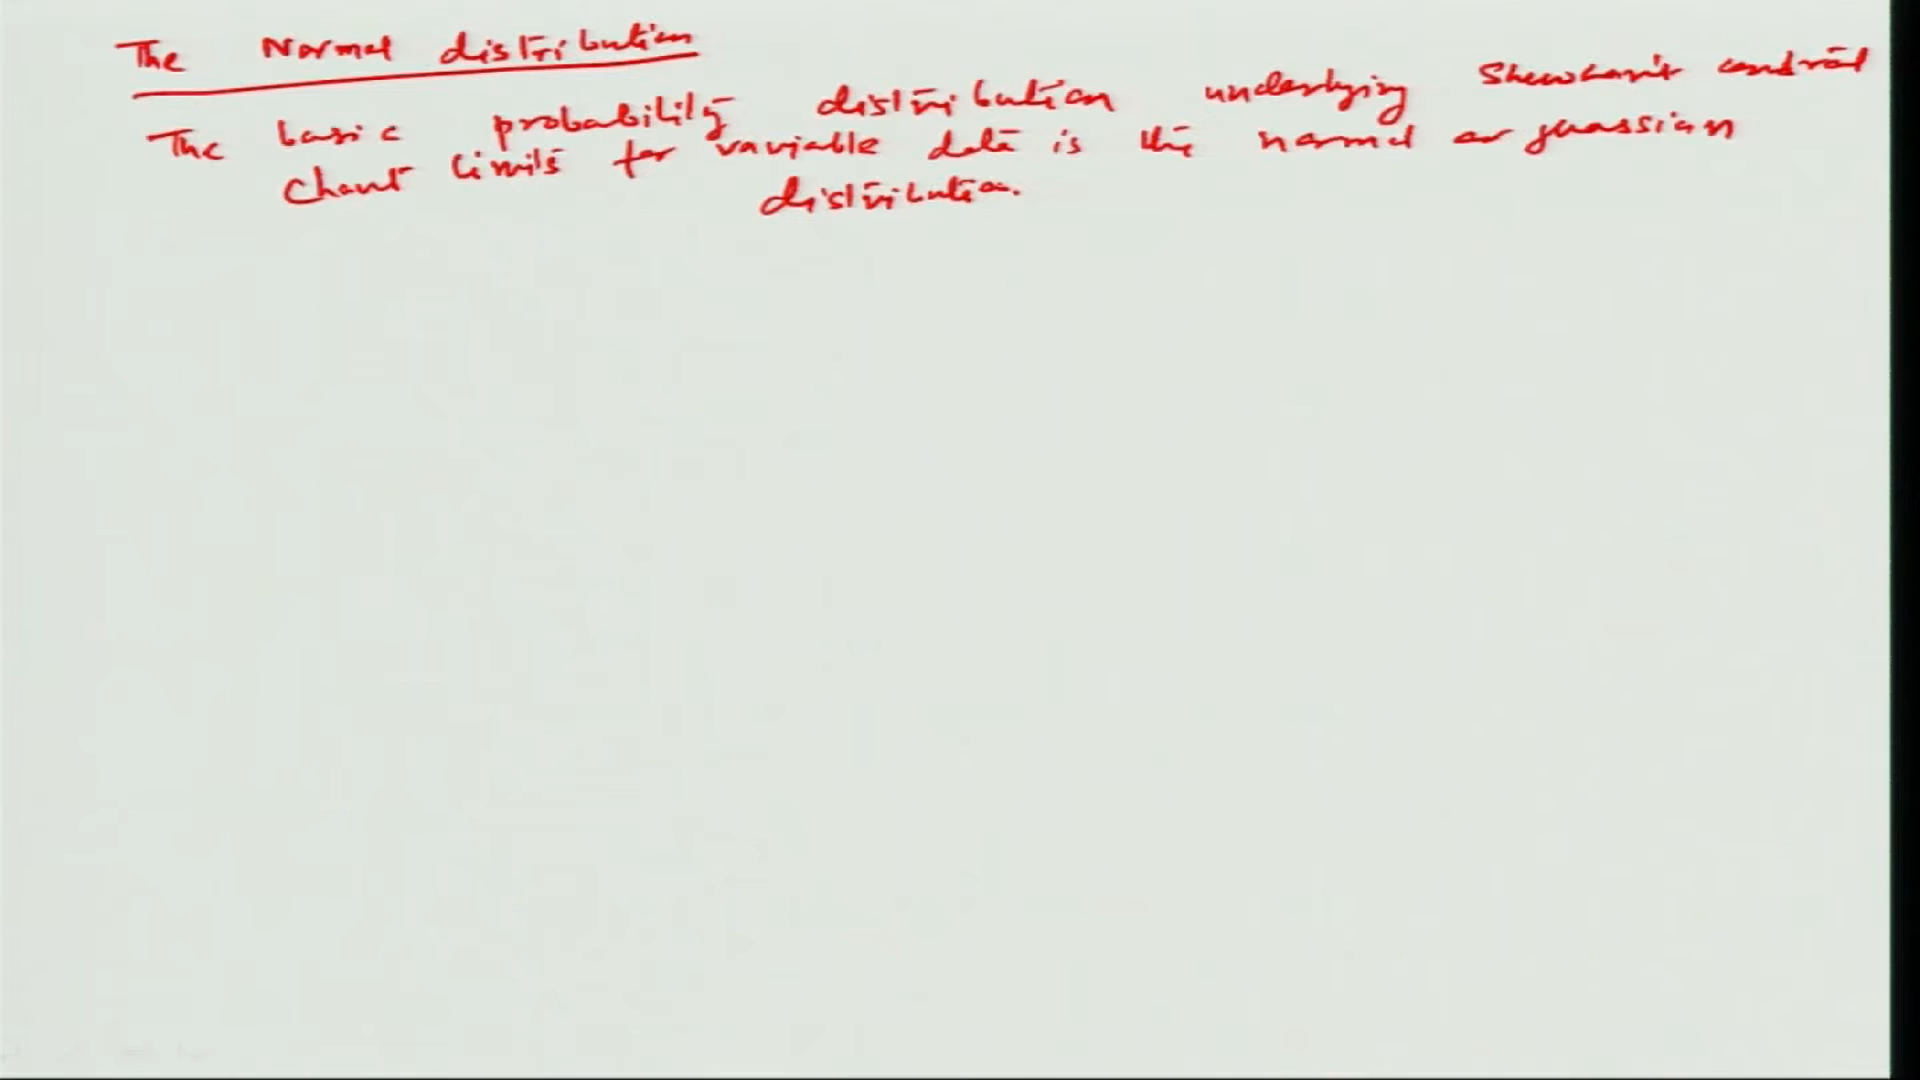 The Normal distribution
The basic probability distribution underlying Shewhart control
chart limits for variable data is the normal or guassian
distribution.